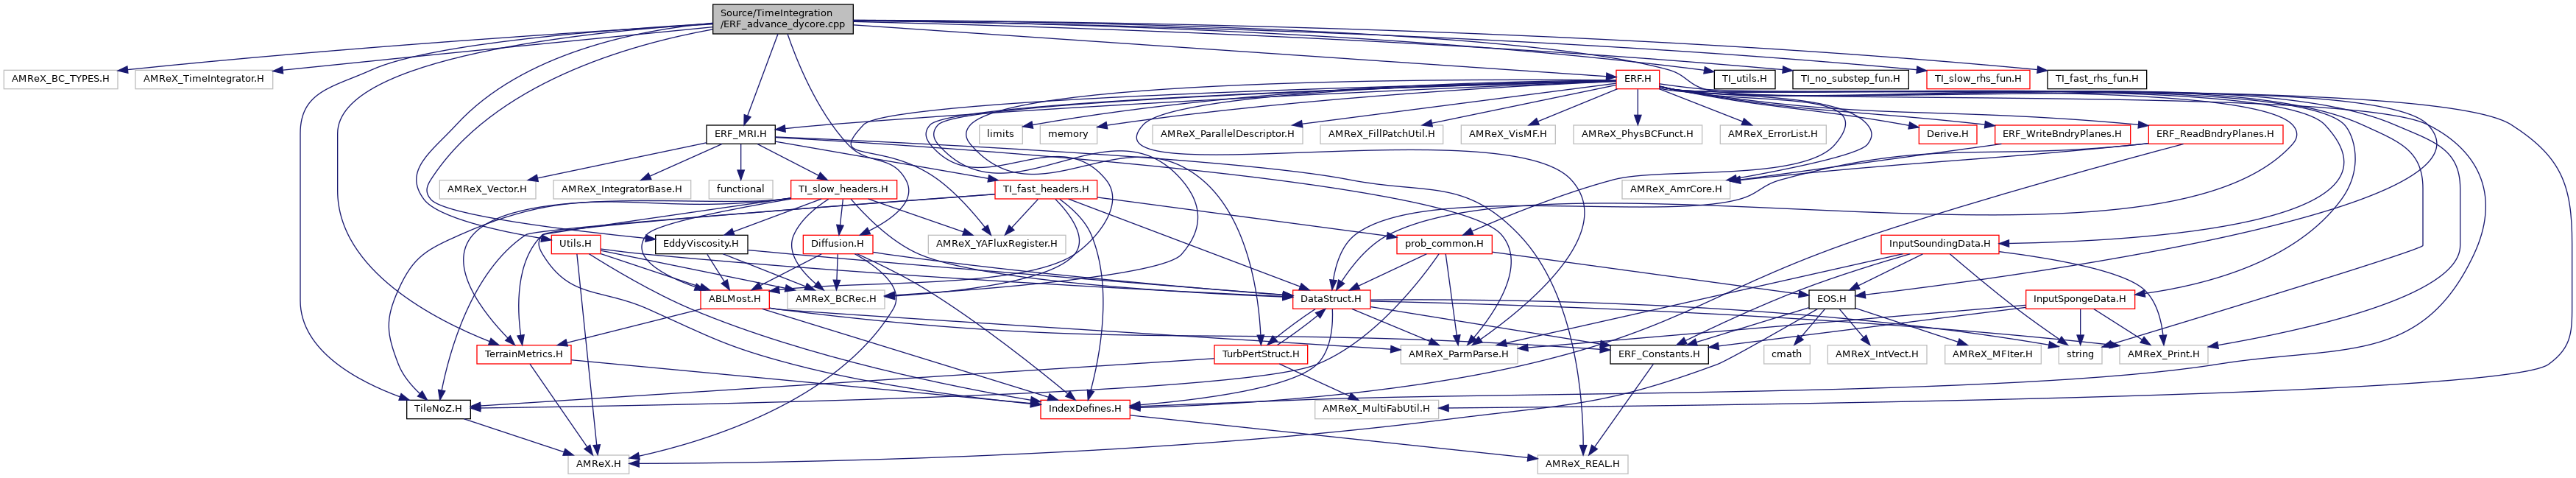 Source/TimeIntegration
/ERF_advance_dycore.cpp
AMReX_BC_TYPES.H
AMReX_TimeIntegrator.H
ERF.H
TI_utils.H
TI_no_substep_fun.H
TI_slow_rhs_fun.H
TI_fast_rhs_fun.H
ERF_MRI.H
limits
memory
AMReX_ParallelDescriptor.H
AMReX_FillPatchUtil.H
AMReX_VisMF.H
AMReX_PhysBCFunct.H
AMReX_ErrorList.H
Derive.H
ERF_WriteBndryPlanes.H
ERF_ReadBndryPlanes.H
AMReX_Vector.H
AMReX_IntegratorBase.H
functional
TI_slow_headers.H
TI_fast_headers.H
AMReX_AmrCore.H
Utils.H
EddyViscosity.H
Diffusion.H
AMReX_YAFluxRegister.H
prob_common.H
InputSoundingData.H
ABLMost.H
AMReX_BCRec.H
DataStruct.H
EOS.H
InputSpongeData.H
TerrainMetrics.H
TurbPertStruct.H
AMReX_ParmParse.H
ERF_Constants.H
cmath
AMReX_IntVect.H
AMReX_MFIter.H
string
AMReX_Print.H
TileNoZ.H
IndexDefines.H
AMReX_MultiFabUtil.H
AMReX.H
AMReX_REAL.H